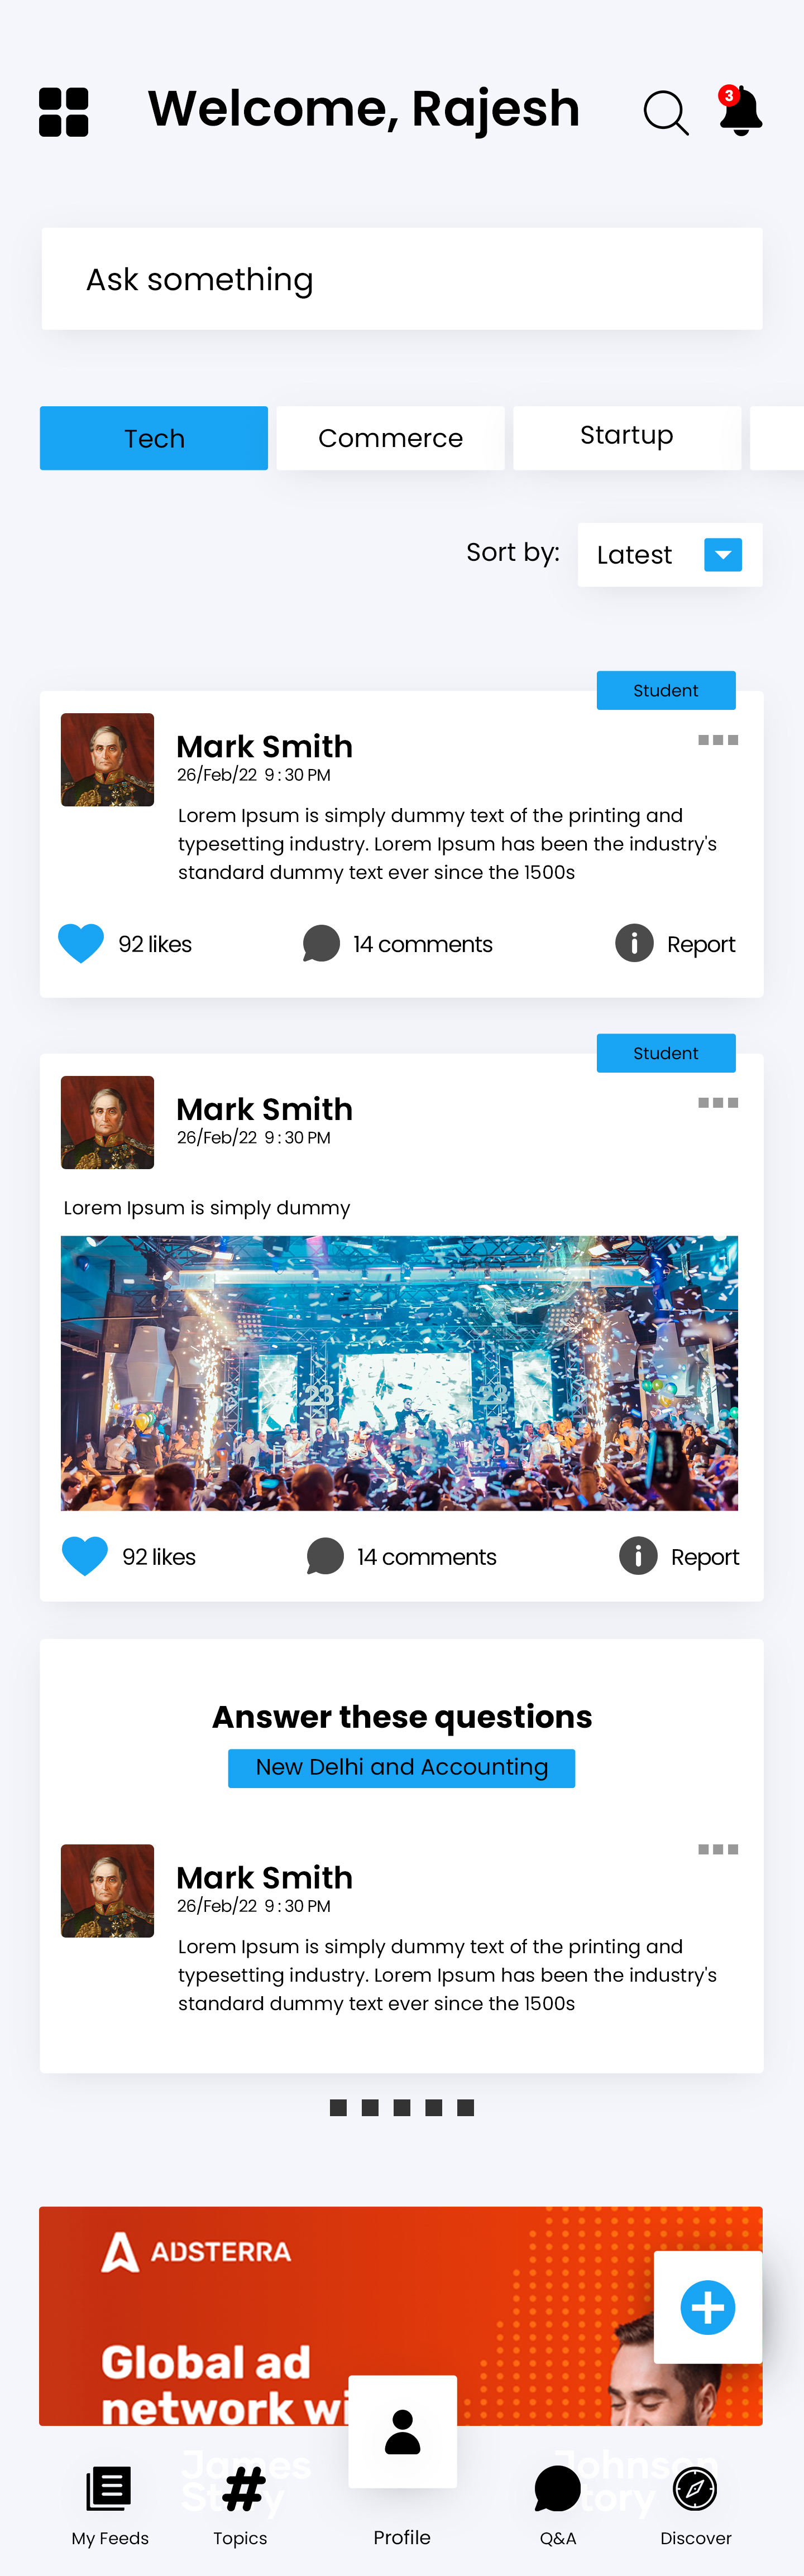 Welcome, Rajesh
3
Ask something
Tech
Commerce
Startup
Sort by:
Latest
Student
Mark Smith
26/Feb/22 9:30 PM
Lorem Ipsum is simply dummy text of the printing and
typesetting industry. Lorem Ipsum has been the industry's
standard dummy text ever since the 1500s
92 likes
14 comments
Report
Student
Mark Smith
26/Feb/22 9:30 PM
Lorem Ipsum is simply dummy
23
23
92 likes
14 comments
Report
Answer these questions
New Delhi and Accounting
Mark Smith
26/Feb/22 9:30 PM
Lorem Ipsum is simply dummy text of the printing and
typesetting industry. Lorem Ipsum has been the industry's
standard dummy text ever since the 1500s
ADSTERRA
Global ad
network wi
James
Story
Johnson
Story
My Feeds
Topics
Profile
Q&A
Discover